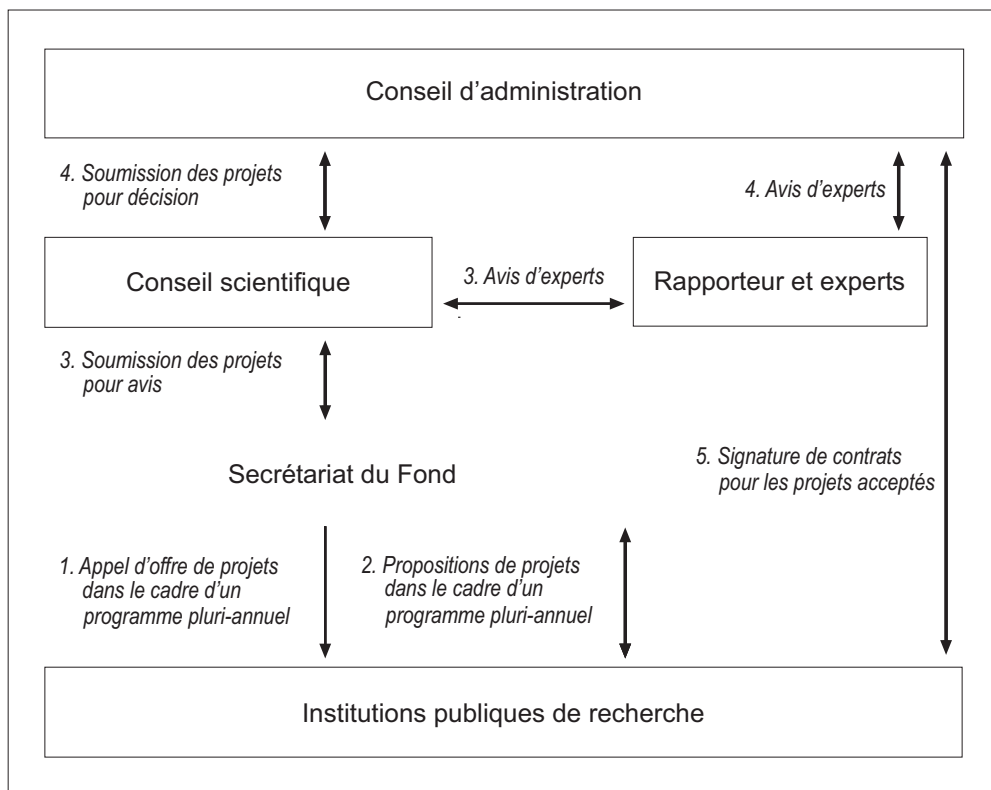 Conseil d'administration
4. Soumission des projets
pour décision
4. Avis d'experts
Conseil scientifique
3. Avis d'experts
Rapporteur et experts
3. Soumission des projets
pour avis
Secrétariat du Fond
5. Signature de contrats
pour les projets acceptés
1. Appel d'offre de projets
dans le cadre d'un
programme pluri-annuel
2. Propositions de projets
dans le cadre d'un
programme pluri-annuel
Institutions publiques de recherche